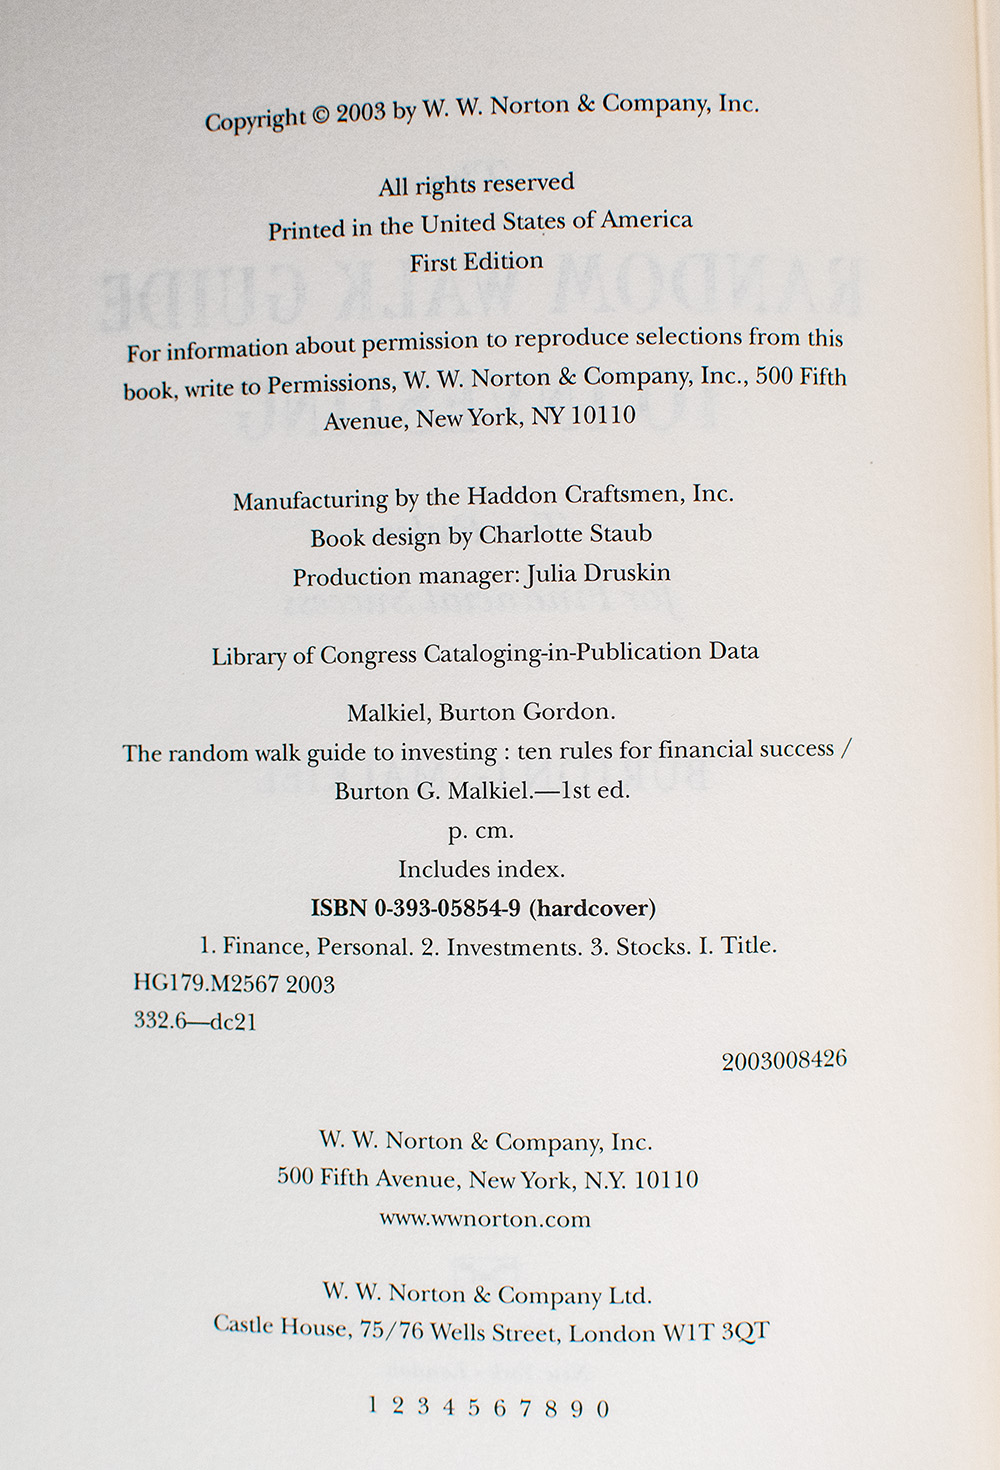 Copyright © 2003 by W. W. Norton & Company, Inc.
All rights reserved
Printed in the United States of America
First Edition
For information about permission to reproduce selections from this
book, write to Permissions, W. W. Norton & Company, Inc., 500 Fifth
Avenue, New York, NY 10110
Manufacturing by the Haddon Craftsmen, Inc.
Book design by Charlotte Staub
Production manager: Julia Druskin
Library of Congress Cataloging-in-Publication Data
Malkiel, Burton Gordon.
The random walk guide to investing : ten rules for financial success /
Burton G. Malkiel.—1st ed.
p. cm.
Includes index.
ISBN 0-393-05854-9 (hardcover)
1. Finance, Personal. 2. Investments. 3. Stocks. I. Title.
HG179.M2567 2003
332.6—dc21
2003008426
W. W. Norton & Company, Inc.
500 Fifth Avenue, New York, N.Y. 10110
www.wwnorton.com
W. W. Norton & Company Ltd.
Castle House, 75/76 Wells Street, London W1T 3QT
1 2 3 4 5 6 7 8 9 0